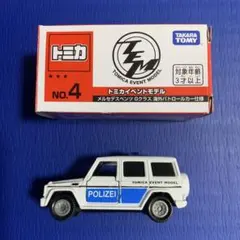 トミカ
TEM
TOMICA EVENT MODEL
TAKARA TOMY
対象年齢
3才以上
NO.4
トミカイベントモデル
メルセデスベンツ Gクラス 海外パトロールカー仕様
TOMICA EVENT MODEL
POLIZEI